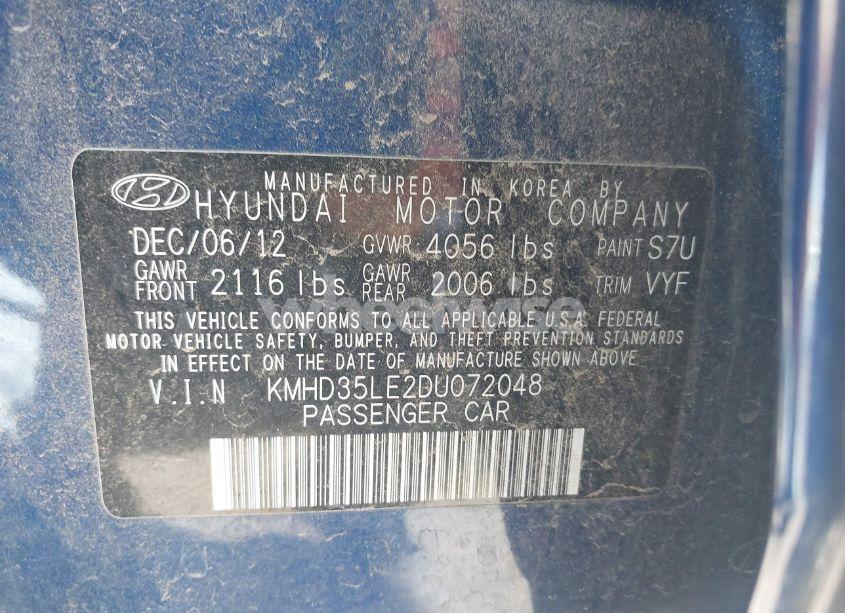 MANUFACTURED IN KOREA BY
HYUNDAI MOTOR COMPANY
DEC/06/12 GVWR 4056 lbs PAINT S7U
GAWR FRONT 2116 lbs GAWR REAR 2006 lbs TRIM VYF
THIS VEHICLE CONFORMS TO ALL APPLICABLE U.S.A. FEDERAL
MOTOR VEHICLE SAFETY, BUMPER, AND THEFT PREVENTION STANDARDS
IN EFFECT ON THE DATE OF MANUFACTURE SHOWN ABOVE
V.I.N KMHD35LE2DU072048
PASSENGER CAR